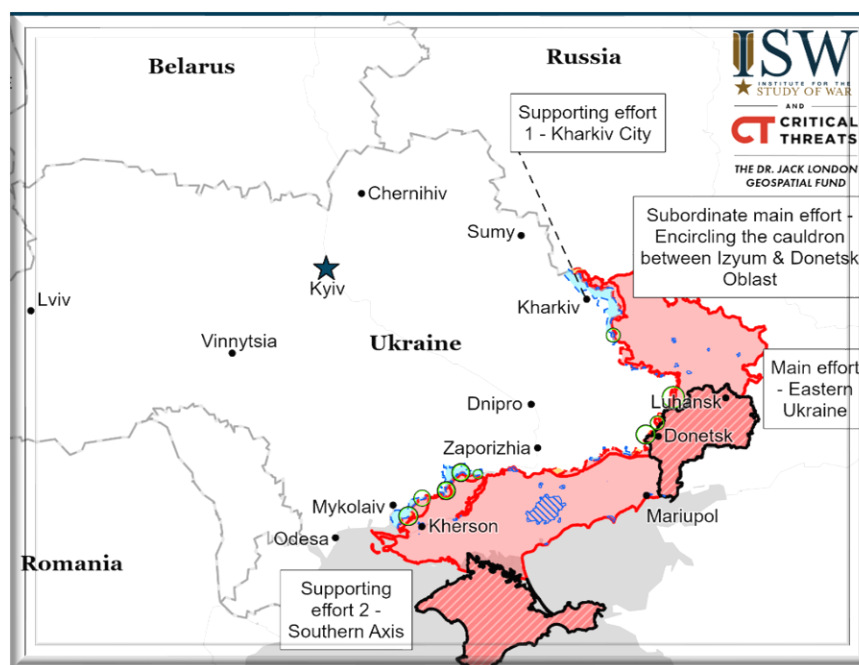 Belarus
Russia
ISW
INSTITUTE FOR THE
STUDY OF WAR
AND
CT CRITICAL
THREATS
THE DR. JACK LONDON
GEOSPATIAL FUND
Supporting effort
1 - Kharkiv City
Chernihiv
Sumy
Subordinate main effort -
Encircling the cauldron
between Izyum & Donetsk
Oblast
Kyiv
Lviv
Kharkiv
Vinnytsia
Ukraine
Main effort
- Eastern
Ukraine
Dnipro
Luhansk
Zaporizhia
Donetsk
Mykolaiv
Mariupol
Kherson
Odesa
Romania
Supporting
effort 2 -
Southern Axis